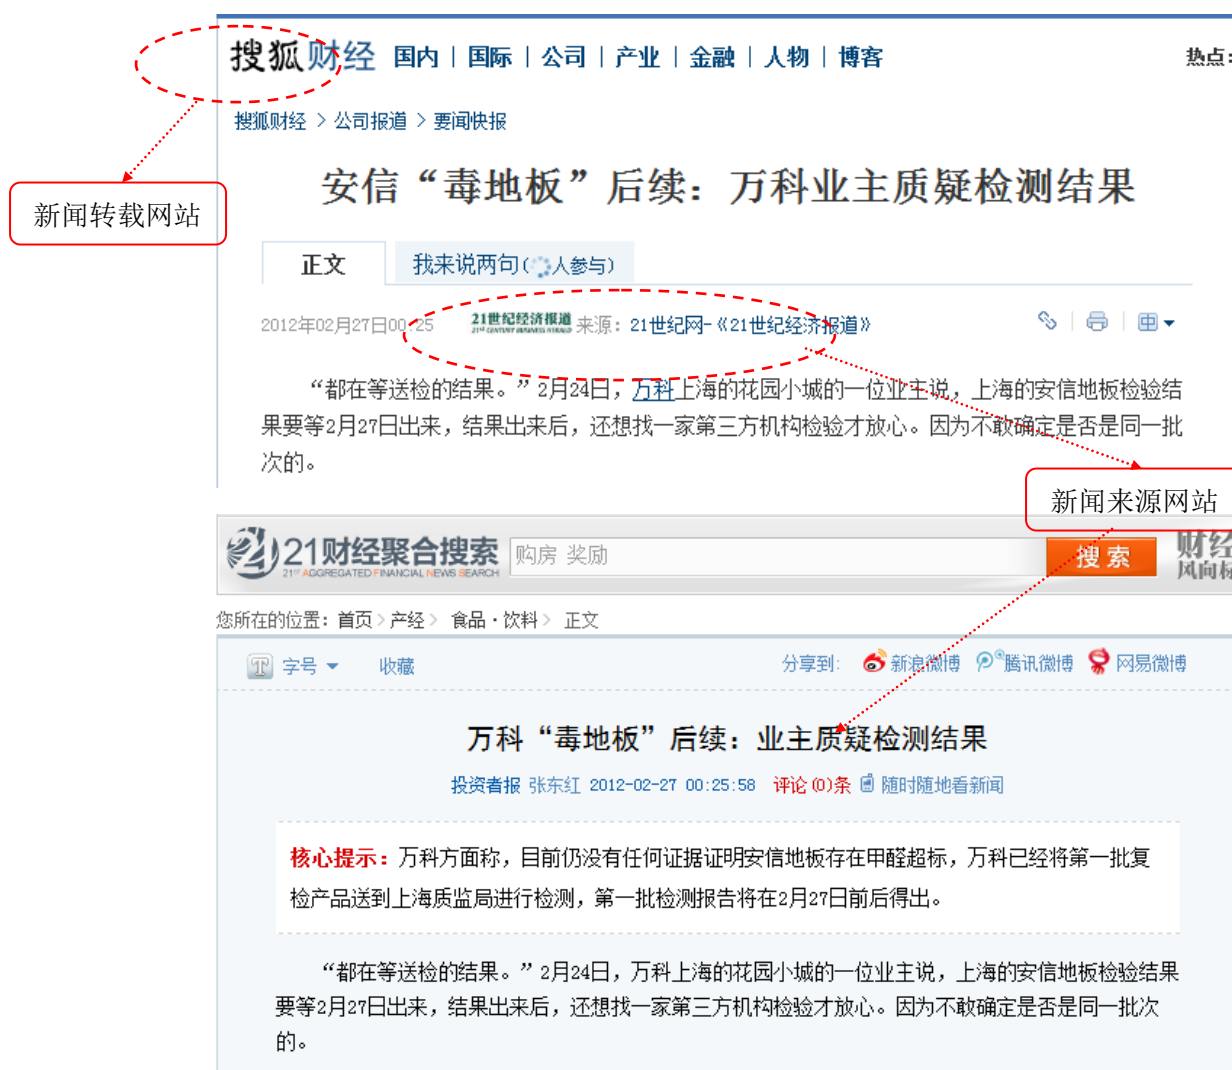 搜狐财经 国内 | 国际 | 公司 | 产业 | 金融 | 人物 | 博客 热点:
搜狐财经 > 公司报道 > 要闻快报
安信“毒地板”后续：万科业主质疑检测结果
新闻转载网站
正文 我来说两句(人参与)
2012年02月27日00:25 21世纪经济报道 21ST CENTURY BUSINESS HERALD 来源：21世纪网-《21世纪经济报道》
中
“都在等送检的结果。”2月24日，万科上海的花园小城的一位业主说，上海的安信地板检验结
果要等2月27日出来，结果出来后，还想找一家第三方机构检验才放心。因为不敢确定是否是同一批
次的。
新闻来源网站
21财经聚合搜索 购房 奖励 搜索 财经
21ST AGGREGATED FINANCIAL NEWS SEARCH 风向标
您所在的位置：首页 > 产经 > 食品·饮料 > 正文
T 字号 收藏 分享到: 新浪微博 腾讯微博 网易微博
万科“毒地板”后续：业主质疑检测结果
投资者报 张东红 2012-02-27 00:25:58 评论(0)条 随时随地看新闻
核心提示：万科方面称，目前仍没有任何证据证明安信地板存在甲醛超标，万科已经将第一批复
检产品送到上海质监局进行检测，第一批检测报告将在2月27日前后得出。
“都在等送检的结果。”2月24日，万科上海的花园小城的一位业主说，上海的安信地板检验结果
要等2月27日出来，结果出来后，还想找一家第三方机构检验才放心。因为不敢确定是否是同一批次
的。